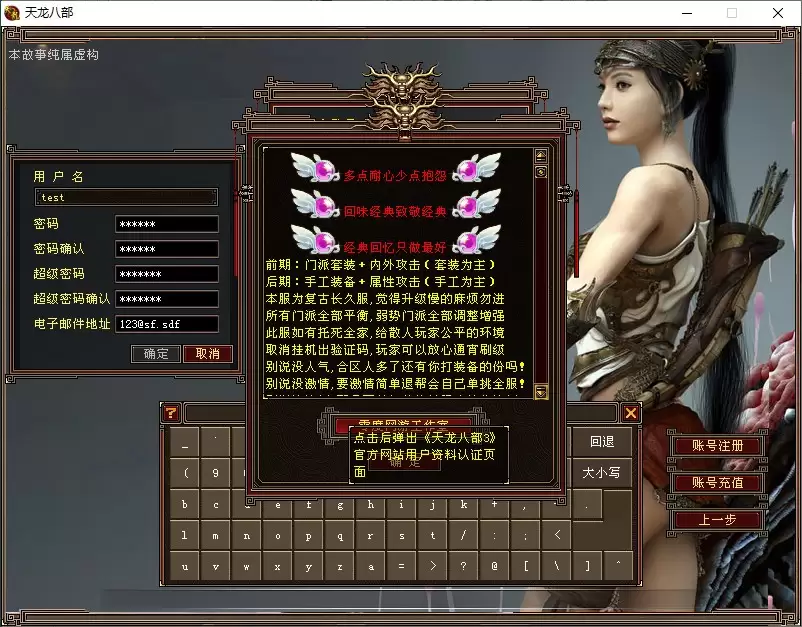 天龙八部
本故事纯属虚构
用 户 名
test
密码
******
密码确认
******
超级密码
*******
超级密码确认
*******
电子邮件地址
123@sf.sdf
确定 取消
多点耐心少点抱怨
回味经典致敬经典
经典回忆只做最好
前期：门派套装+内外攻击(套装为主)
后期：手工装备+属性攻击(手工为主)
本服为复古长久服,觉得升级慢的麻烦勿进
所有门派全部平衡,弱势门派全部调整增强
此服如有托死全家,给散人玩家公平的环境
取消挂机出验证码,玩家可以放心通宵刷级
别说没人气,合区人多了还有你打装备的份吗!
别说没激情,要激情简单退帮会自己单挑全服!
零度网游工作室
点击后弹出《天龙八部3》
官方网站用户资料认证页
面
确 定
? X
_ ` 回退
( 9 大小写
b c e f g h i j k + , .
l m n o p q r s t / : ; <
u v w x y z a = > ? @ [ \ ] ^
账号注册
账号充值
上一步